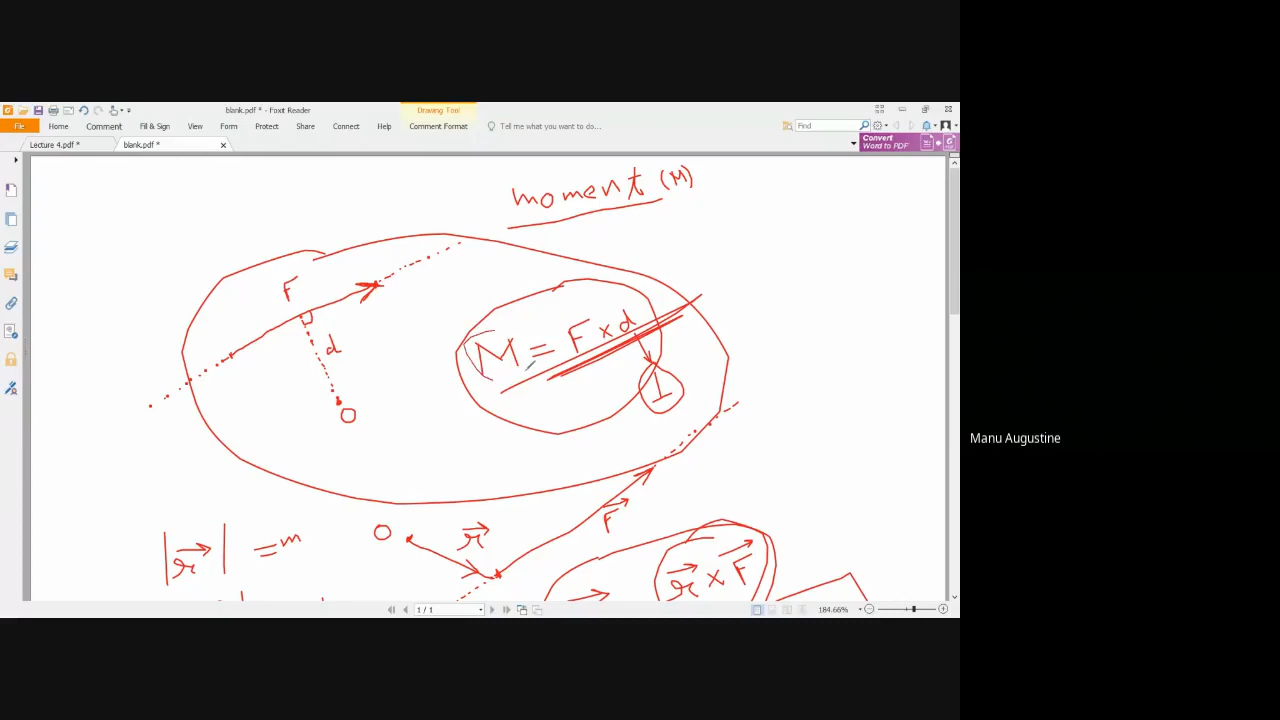 blank.pdf * - Foxit Reader
Drawing Tool
File Home Comment Fill & Sign View Form Protect Share Connect Help Comment Format Tell me what you want to do... Find
Lecture 4.pdf * blank.pdf *
Convert
Word to PDF
moment (M)
F
d
O
M = F × d
⊥
Manu Augustine
O
r⃗
F⃗
|r⃗| = m
r⃗ × F⃗
1 / 1
184.66%